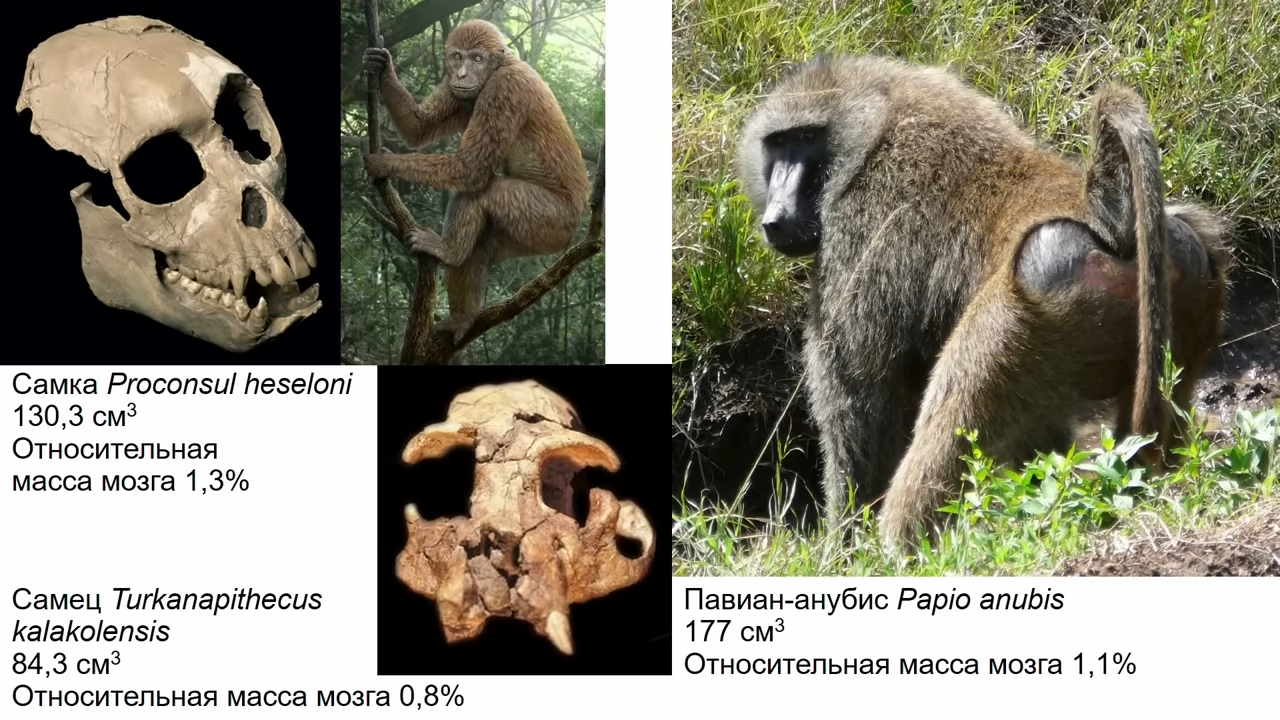 Самка Proconsul heseloni
130,3 см³
Относительная
масса мозга 1,3%
Самец Turkanapithecus
kalakolensis
84,3 см³
Относительная масса мозга 0,8%
Павиан-анубис Papio anubis
177 см³
Относительная масса мозга 1,1%